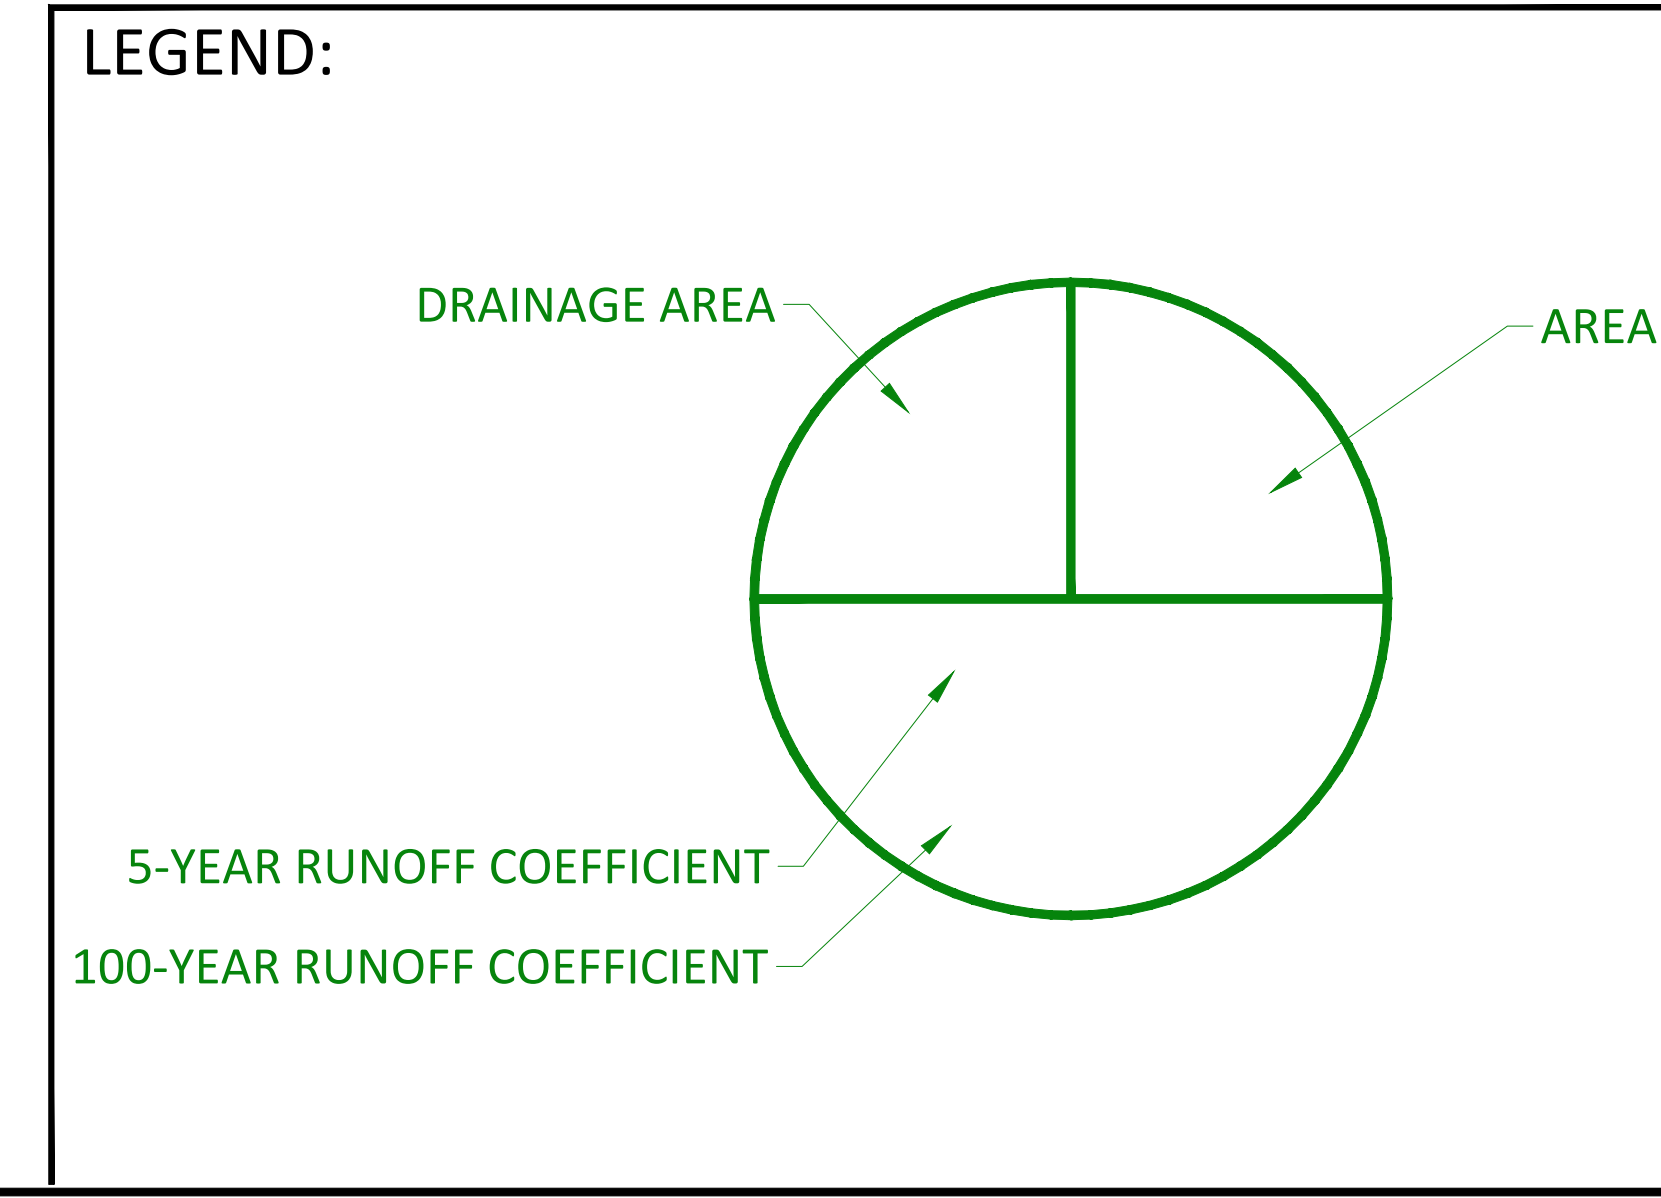 LEGEND:
DRAINAGE AREA
AREA
5-YEAR RUNOFF COEFFICIENT
100-YEAR RUNOFF COEFFICIENT